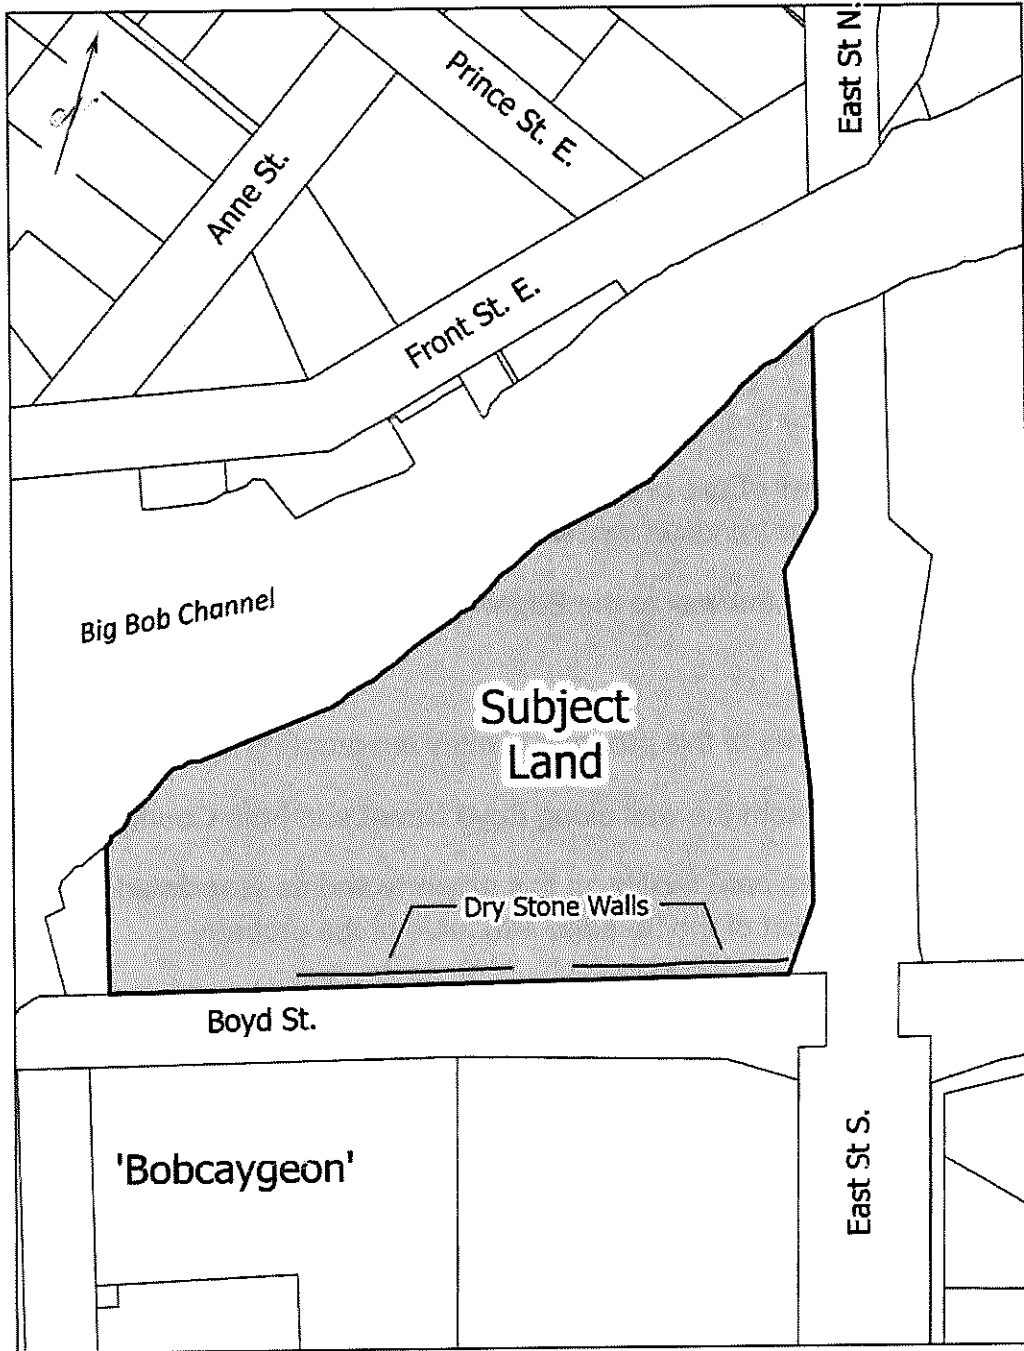 East St N.
Prince St. E.
Anne St.
Front St. E.
Big Bob Channel
Subject
Land
Dry Stone Walls
Boyd St.
'Bobcaygeon'
East St S.